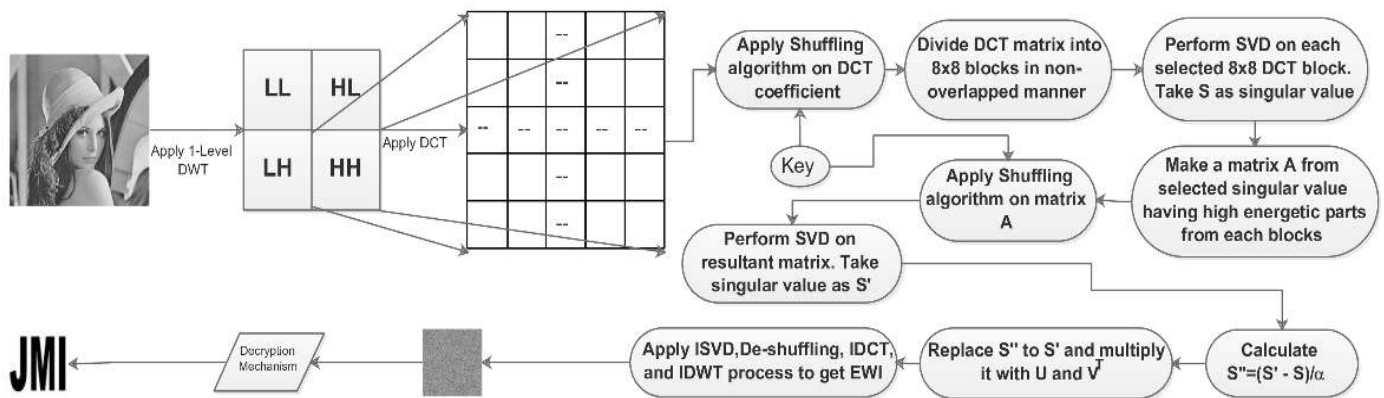 Apply 1-Level
DWT
LL
HL
LH
HH
Apply DCT
--
--
-- -- -- -- --
--
--
Apply Shuffling
algorithm on DCT
coefficient
Divide DCT matrix into
8x8 blocks in non-
overlapped manner
Perform SVD on each
selected 8x8 DCT block.
Take S as singular value
Key
Make a matrix A from
selected singular value
having high energetic parts
from each blocks
Apply Shuffling
algorithm on matrix
A
Perform SVD on
resultant matrix. Take
singular value as S'
Calculate
S"=(S' - S)/α
Replace S" to S' and multiply
it with U and V^T
Apply ISVD,De-shuffling, IDCT,
and IDWT process to get EWI
Decryption
Mechanism
JMI